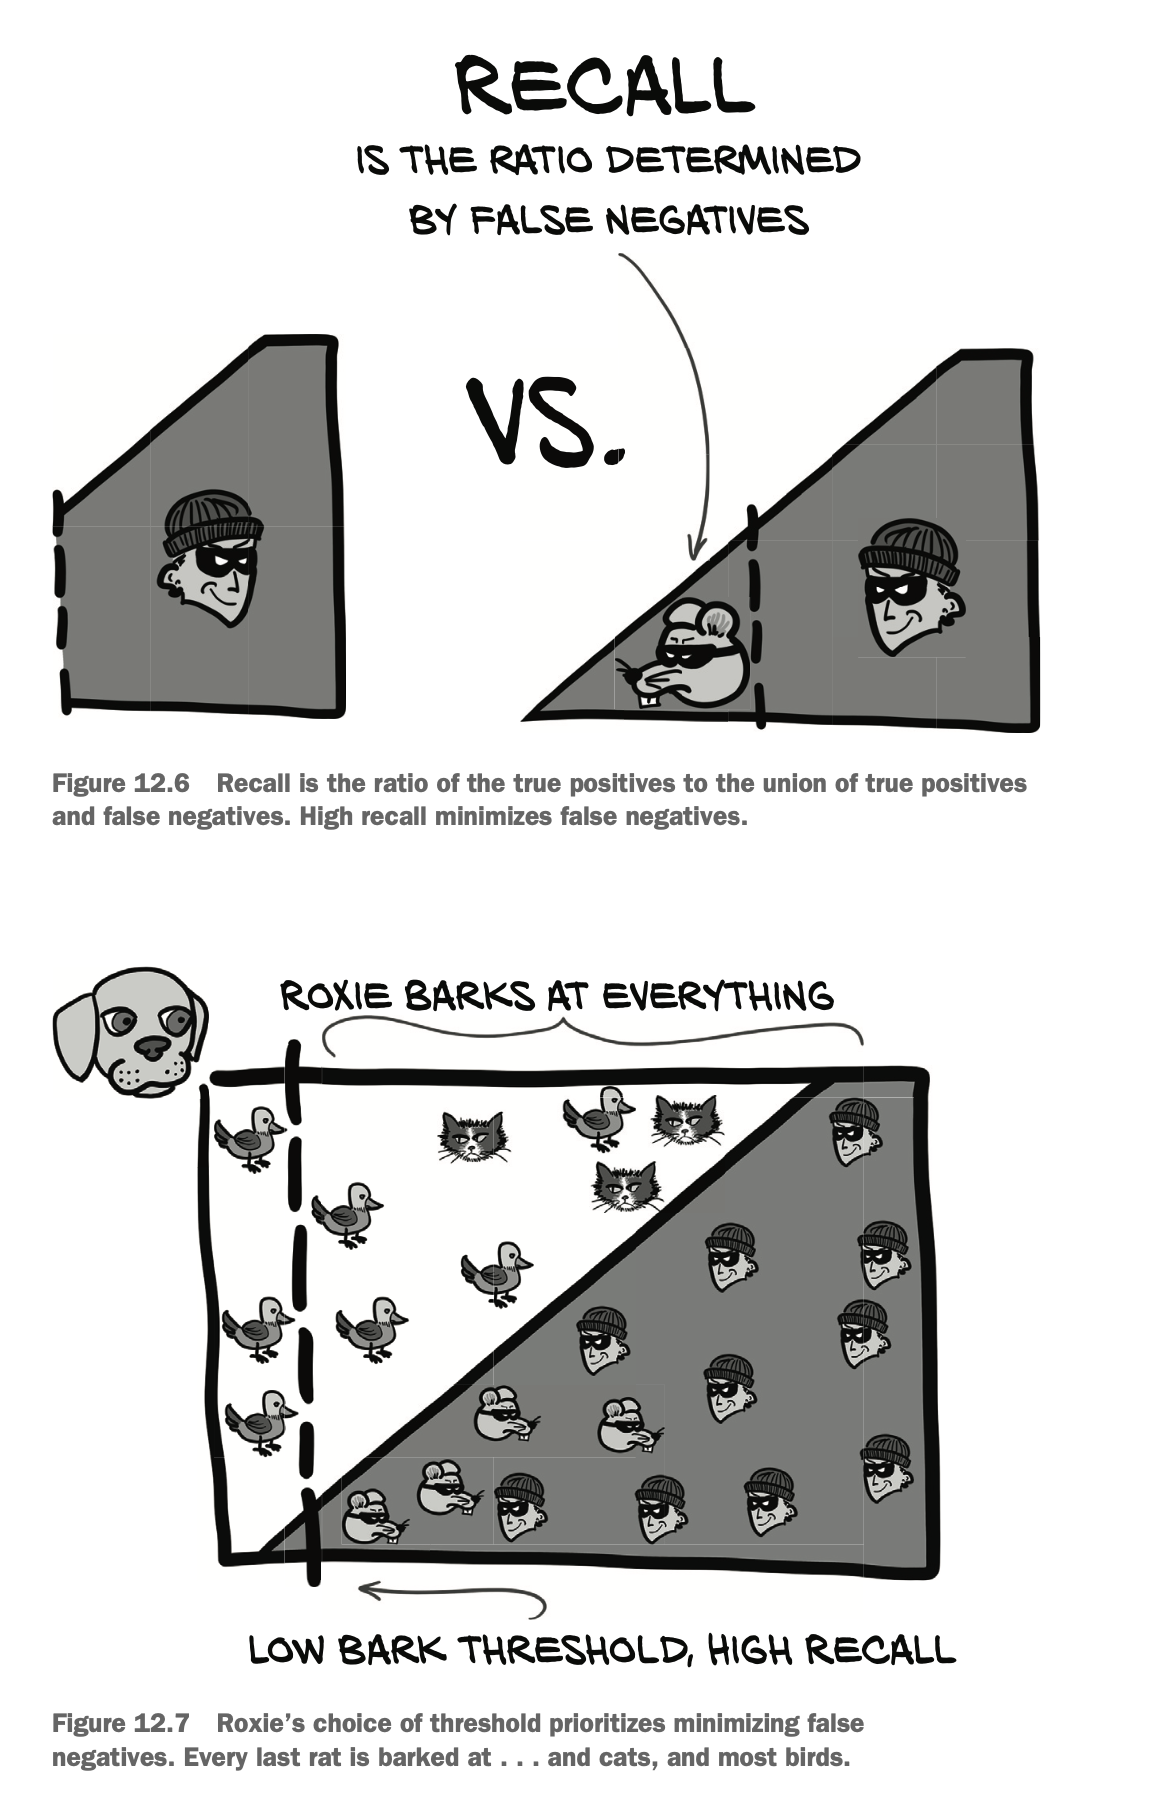 RECALL
IS THE RATIO DETERMINED
BY FALSE NEGATIVES
VS.
Figure 12.6 Recall is the ratio of the true positives to the union of true positives
and false negatives. High recall minimizes false negatives.
ROXIE BARKS AT EVERYTHING
LOW BARK THRESHOLD, HIGH RECALL
Figure 12.7 Roxie’s choice of threshold prioritizes minimizing false
negatives. Every last rat is barked at . . . and cats, and most birds.